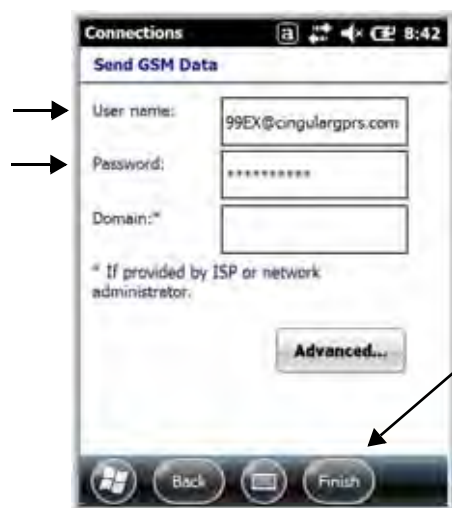 Connections a 8:42
Send GSM Data
User name:
99EX@cingulargprs.com
Password:
**********
Domain:*
* If provided by ISP or network
administrator.
Advanced...
Back Finish